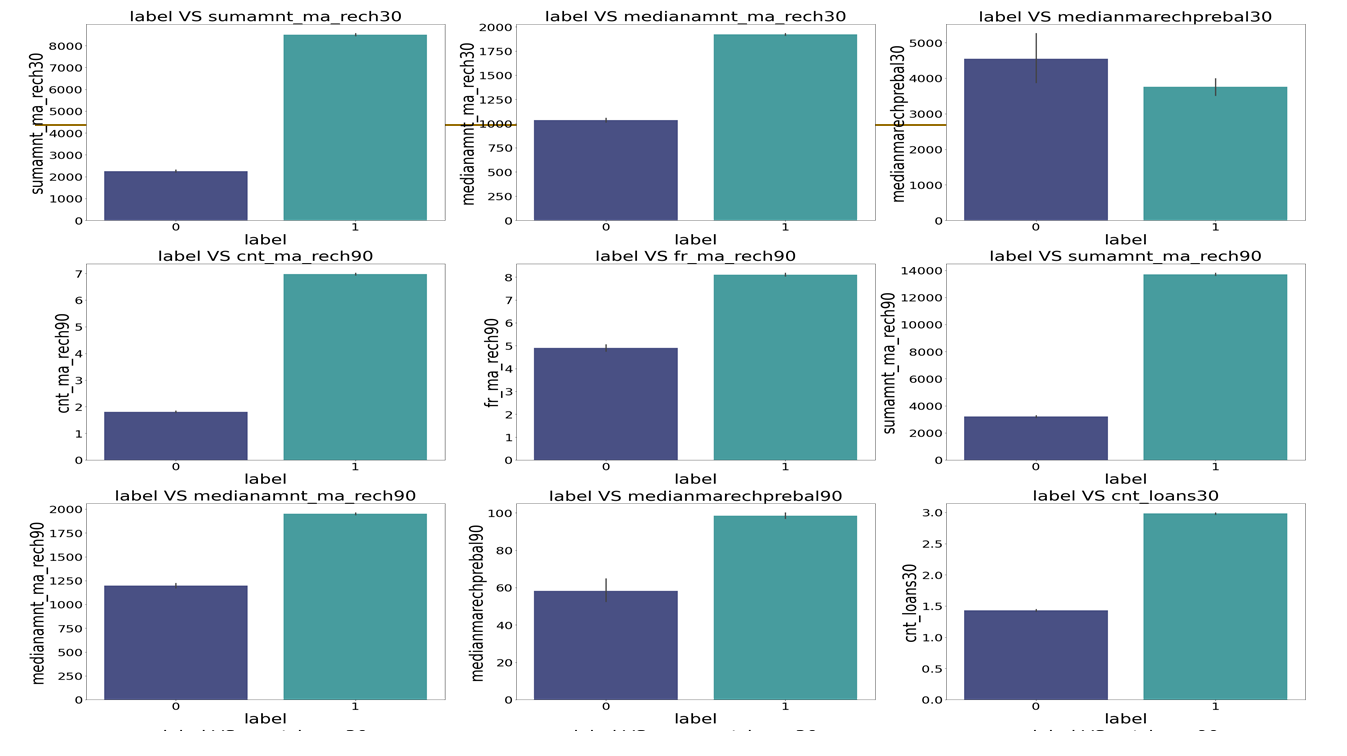 label VS sumamnt_ma_rech30
sumamnt_ma_rech30
8000
7000
6000
5000
4000
3000
2000
1000
0
0 1
label
label VS medianamnt_ma_rech30
medianamnt_ma_rech30
2000
1750
1500
1250
1000
750
500
250
0
0 1
label
label VS medianmarechprebal30
medianmarechprebal30
5000
4000
3000
2000
1000
0
0 1
label
label VS cnt_ma_rech90
cnt_ma_rech90
7
6
5
4
3
2
1
0
0 1
label
label VS fr_ma_rech90
fr_ma_rech90
8
7
6
5
4
3
2
1
0
0 1
label
label VS sumamnt_ma_rech90
sumamnt_ma_rech90
14000
12000
10000
8000
6000
4000
2000
0
0 1
label
label VS medianamnt_ma_rech90
medianamnt_ma_rech90
2000
1750
1500
1250
1000
750
500
250
0
0 1
label
label VS medianmarechprebal90
medianmarechprebal90
100
80
60
40
20
0
0 1
label
label VS cnt_loans30
cnt_loans30
3.0
2.5
2.0
1.5
1.0
0.5
0.0
0 1
label